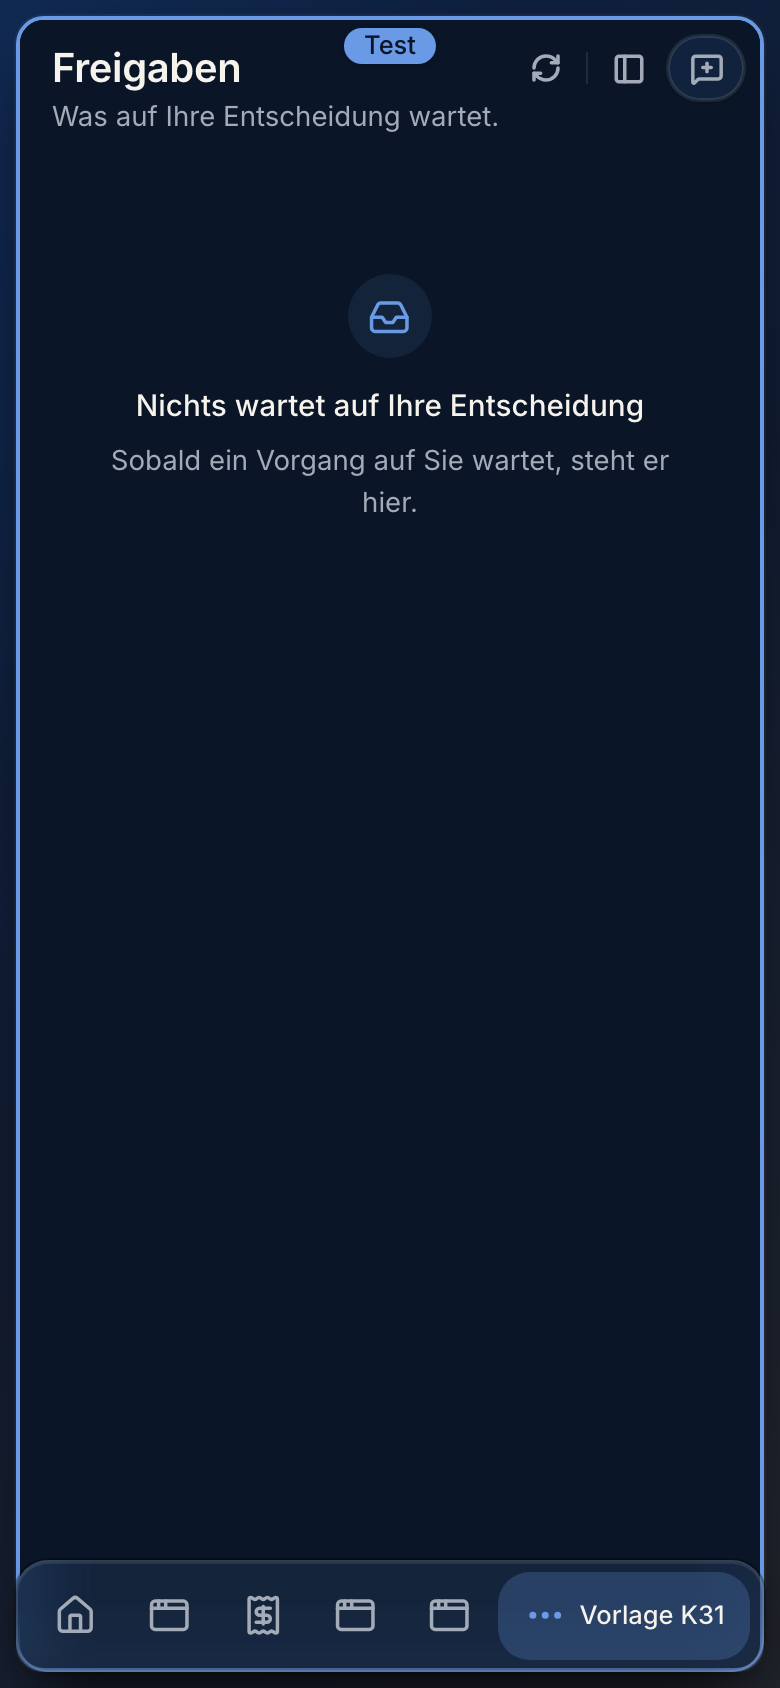 Test
Freigaben
Was auf Ihre Entscheidung wartet.
Nichts wartet auf Ihre Entscheidung
Sobald ein Vorgang auf Sie wartet, steht er
hier.
Vorlage K31